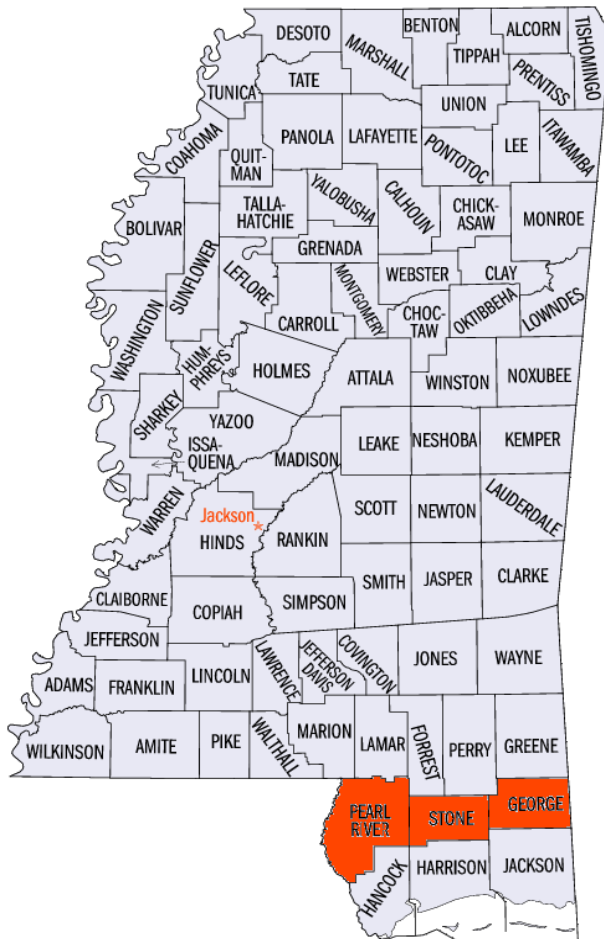 DESOTO
BENTON
ALCORN
TISHOMINGO
MARSHALL
TIPPAH
PRENTISS
TATE
TUNICA
UNION
COAHOMA
PANOLA
LAFAYETTE
PONTOTOC
LEE
ITAWAMBA
QUIT-
MAN
TALLA-
HATCHIE
YALOBUSHA
CALHOUN
CHICK-
ASAW
MONROE
BOLIVAR
SUNFLOWER
LEFLORE
GRENADA
WEBSTER
CLAY
MONTGOMERY
CARROLL
CHOC-
TAW
OKTIBBEHA
LOWNDES
WASHINGTON
HUM-
PHREYS
HOLMES
ATTALA
WINSTON
NOXUBEE
SHARKEY
YAZOO
ISSA-
QUENA
MADISON
LEAKE
NESHOBA
KEMPER
WARREN
Jackson
HINDS
RANKIN
SCOTT
NEWTON
LAUDERDALE
CLAIBORNE
COPIAH
SIMPSON
SMITH
JASPER
CLARKE
JEFFERSON
ADAMS
FRANKLIN
LINCOLN
LAWRENCE
JEFFERSON
DAVIS
COVINGTON
JONES
WAYNE
WILKINSON
AMITE
PIKE
WALTHALL
MARION
LAMAR
FORREST
PERRY
GREENE
PEARL
RIVER
STONE
GEORGE
HANCOCK
HARRISON
JACKSON